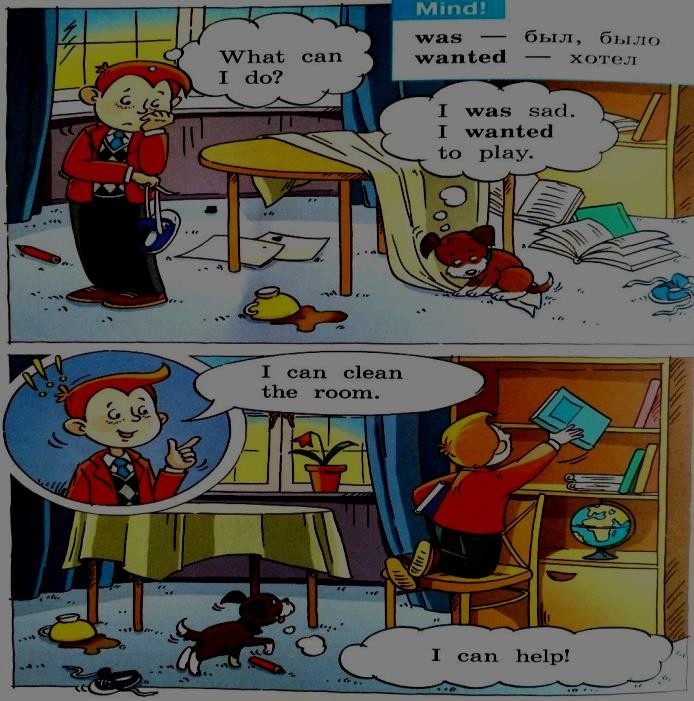 Mind!
was — был, было
wanted — хотел
What can
I do?
I was sad.
I wanted
to play.
I can clean
the room.
I can help!